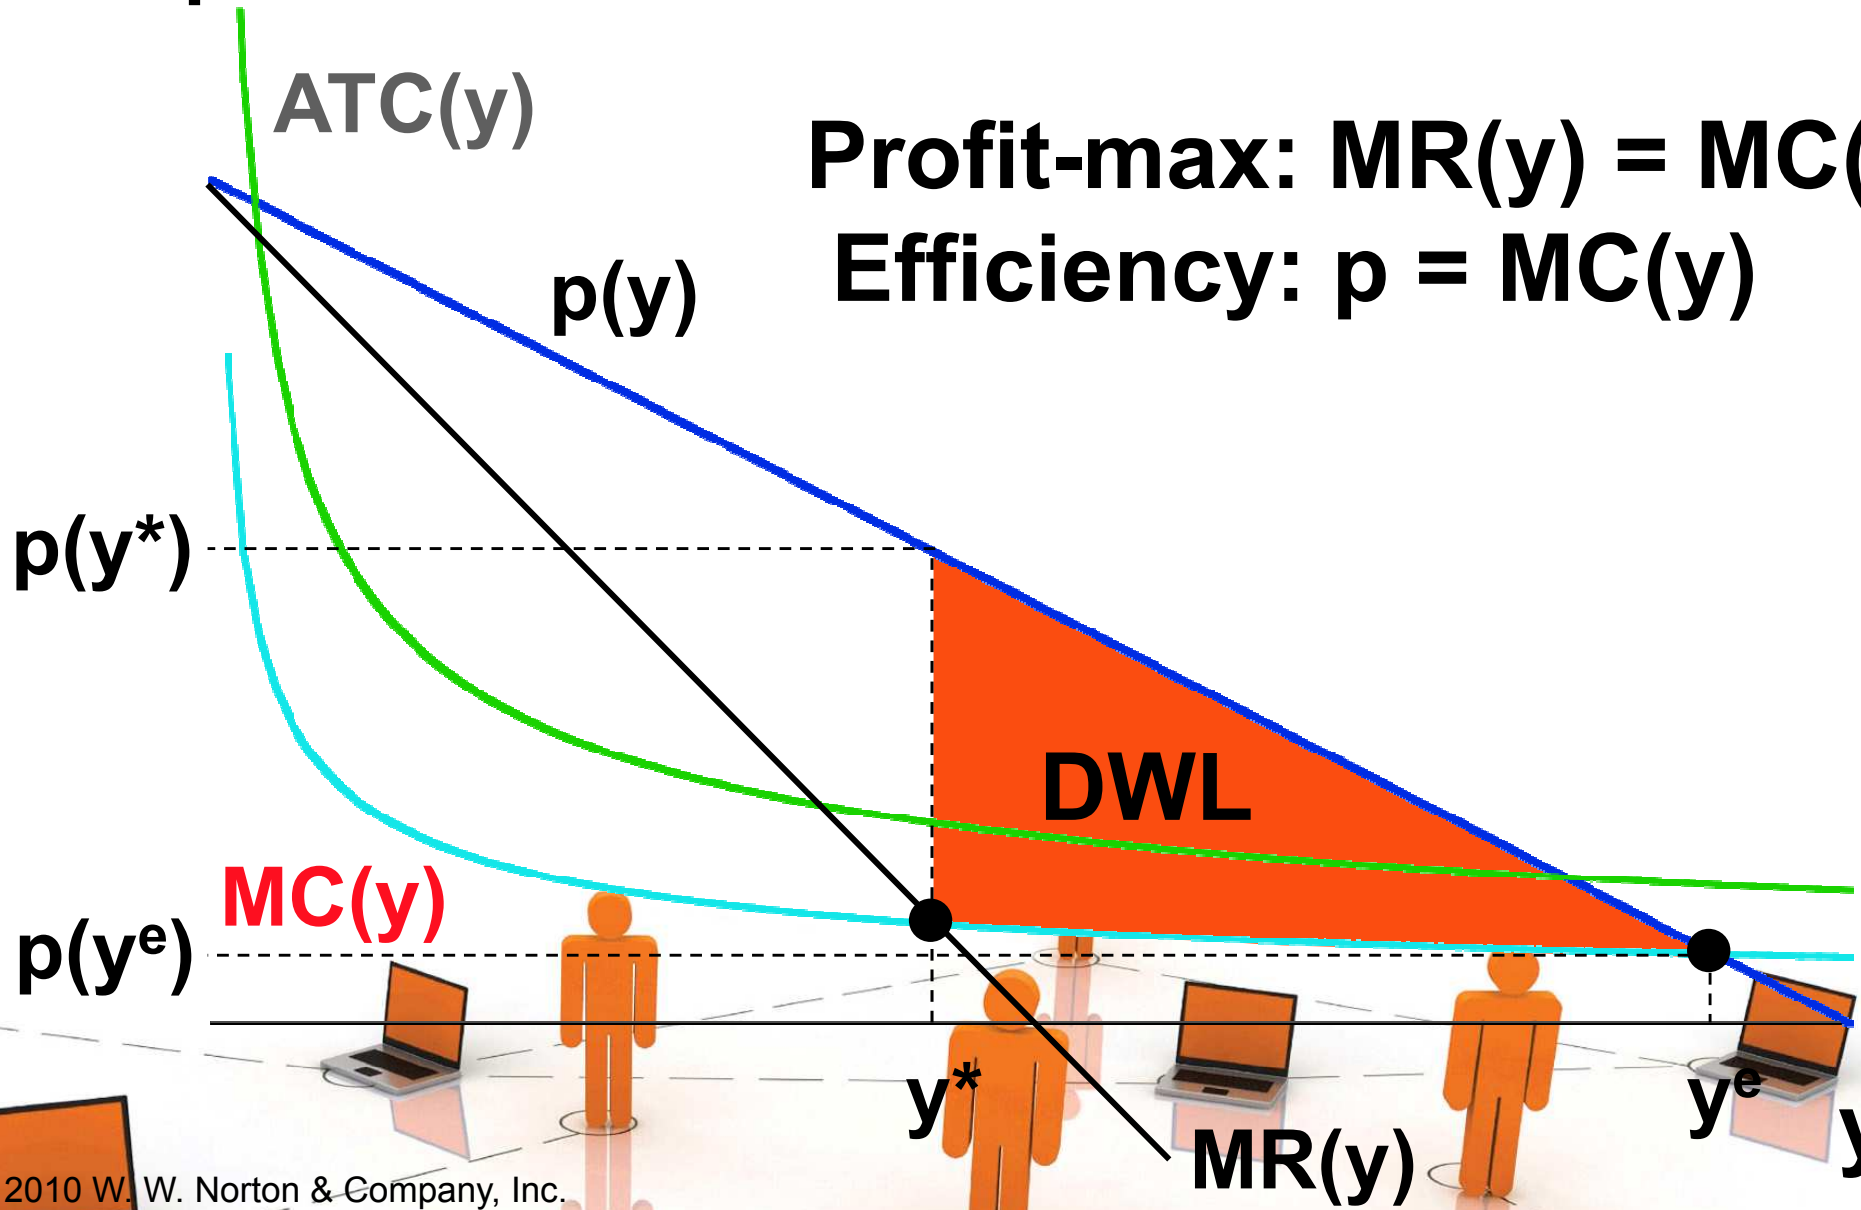 ATC(y)
Profit-max: MR(y) = MC(
Efficiency: p = MC(y)
p(y)
p(y*)
DWL
MC(y)
p(yᵉ)
y*
yᵉ
y
MR(y)
2010 W. W. Norton & Company, Inc.